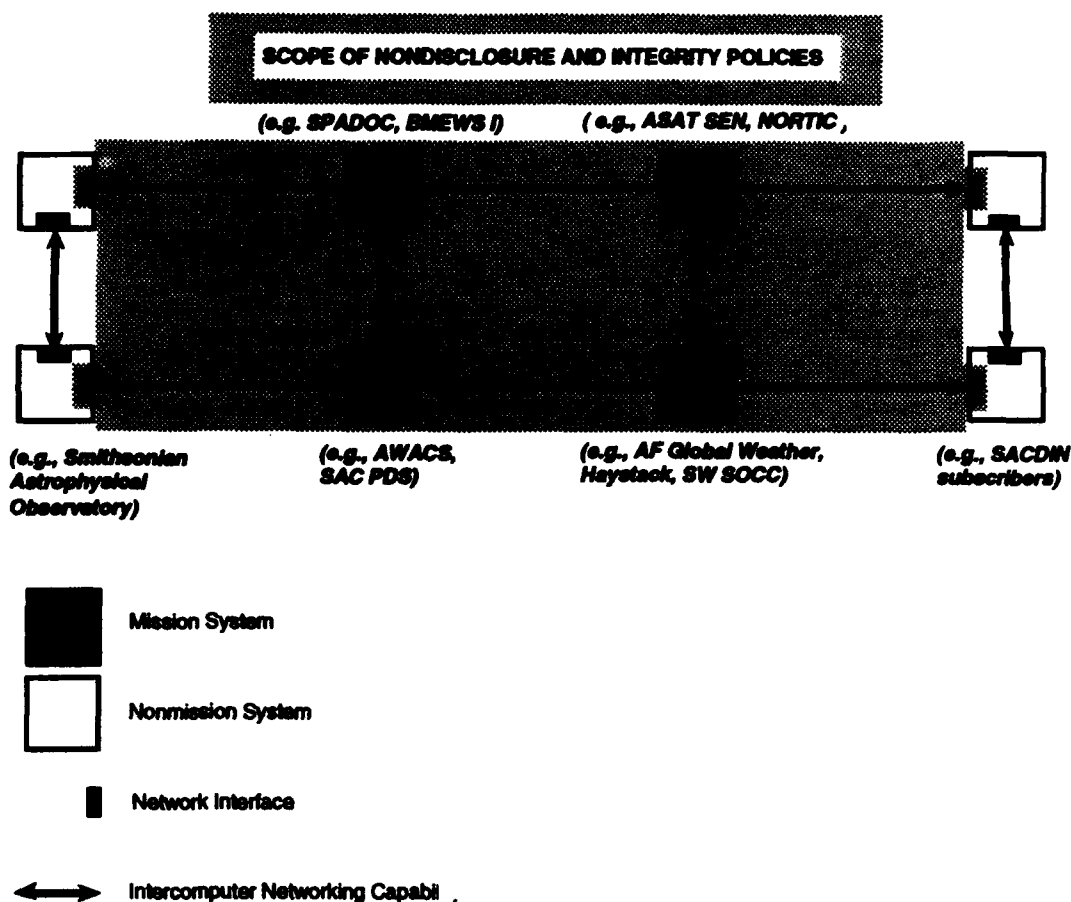 SCOPE OF NONDISCLOSURE AND INTEGRITY POLICIES
(e.g. SPADOC, BMEWS I)
( e.g., ASAT SEN, NORTIC ,
(e.g., Smithsonian
Astrophysical
Observatory)
(e.g., AWACS,
SAC PDS)
(e.g., AF Global Weather,
Haystack, SW SOCC)
(e.g., SACDIN
subscribers)
Mission System
Nonmission System
Network Interface
Intercomputer Networking Capabil